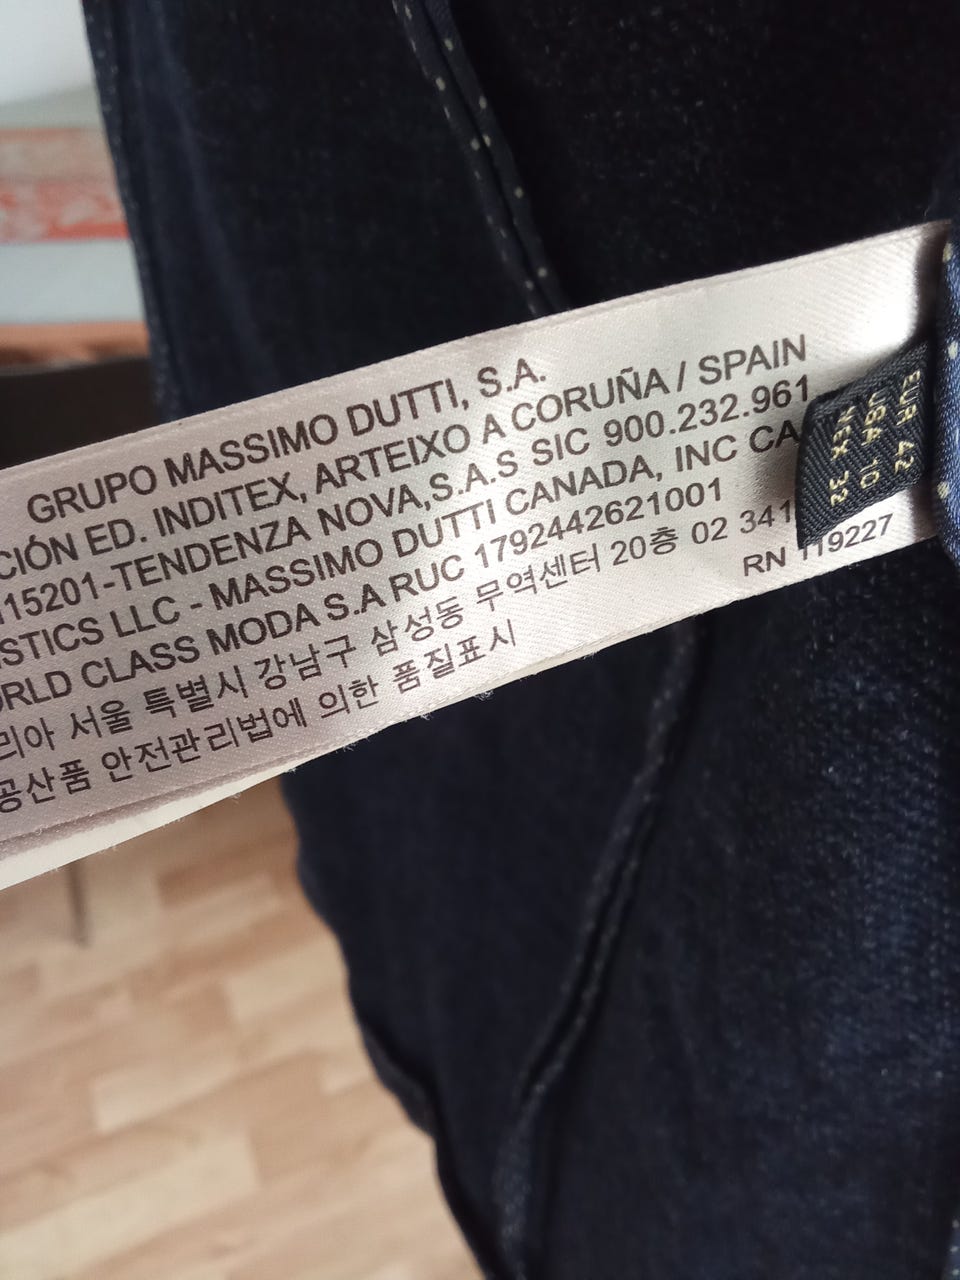 GRUPO MASSIMO DUTTI, S.A.
CIÓN ED. INDITEX, ARTEIXO A CORUÑA / SPAIN
115201-TENDENZA NOVA,S.A.S SIC 900.232.961
ISTICS LLC - MASSIMO DUTTI CANADA, INC CA
ORLD CLASS MODA S.A RUC 1792442621001
리아 서울 특별시 강남구 삼성동 무역센터 20층 02 341
공산품 안전관리법에 의한 품질표시
RN 119227
EUR 42
USA 10
MEX 32